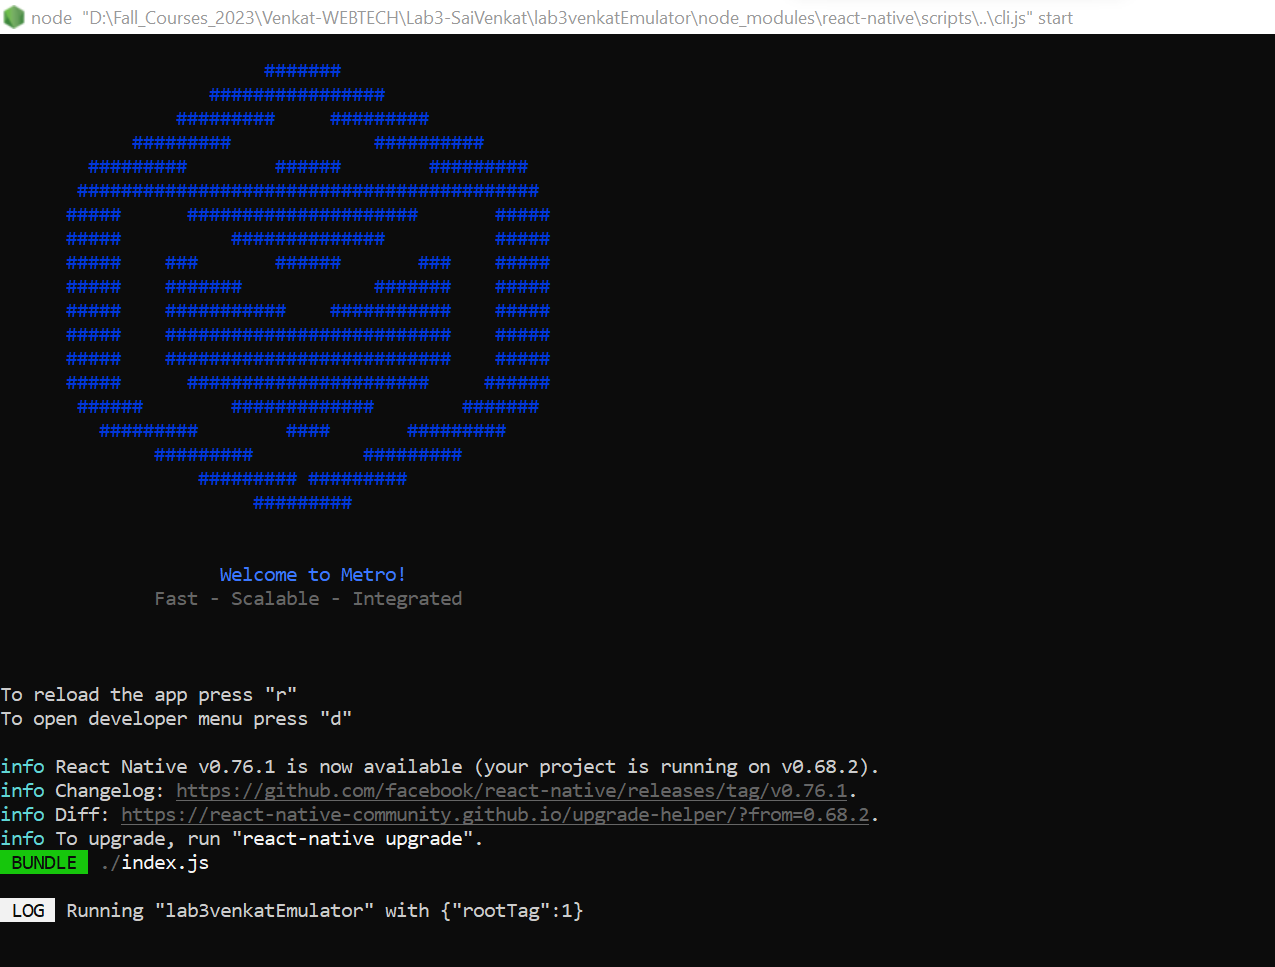 node "D:\Fall_Courses_2023\Venkat-WEBTECH\Lab3-SaiVenkat\lab3venkatEmulator\node_modules\react-native\scripts\..\cli.js" start
Welcome to Metro!
Fast - Scalable - Integrated
To reload the app press "r"
To open developer menu press "d"
info React Native v0.76.1 is now available (your project is running on v0.68.2).
info Changelog: https://github.com/facebook/react-native/releases/tag/v0.76.1.
info Diff: https://react-native-community.github.io/upgrade-helper/?from=0.68.2.
info To upgrade, run "react-native upgrade".
BUNDLE ./index.js
LOG Running "lab3venkatEmulator" with {"rootTag":1}